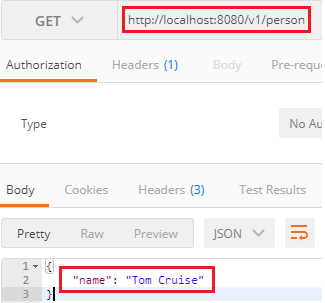 GET http://localhost:8080/v1/person
Authorization Headers (1) Body Pre-reque
Type No Au
Body Cookies Headers (3) Test Results
Pretty Raw Preview JSON
1 {
2 "name": "Tom Cruise"
3 }